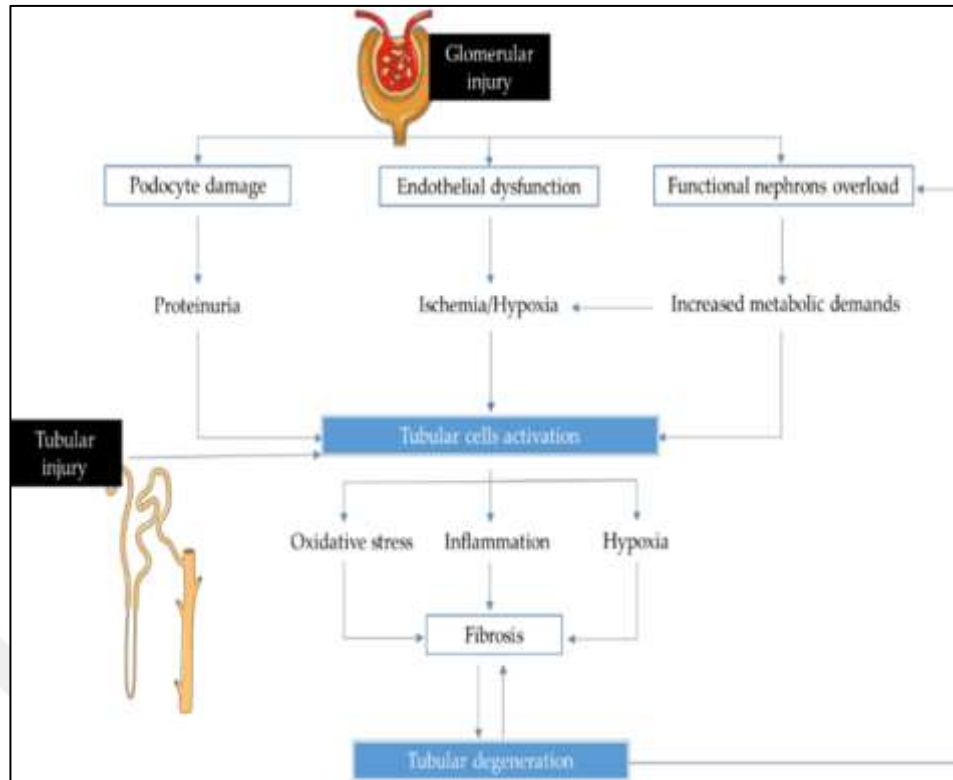 Glomerular
injury
Podocyte damage
Endothelial dysfunction
Functional nephrons overload
Proteinuria
Ischemia/Hypoxia
Increased metabolic demands
Tubular cells activation
Tubular
injury
Oxidative stress
Inflammation
Hypoxia
Fibrosis
Tubular degeneration